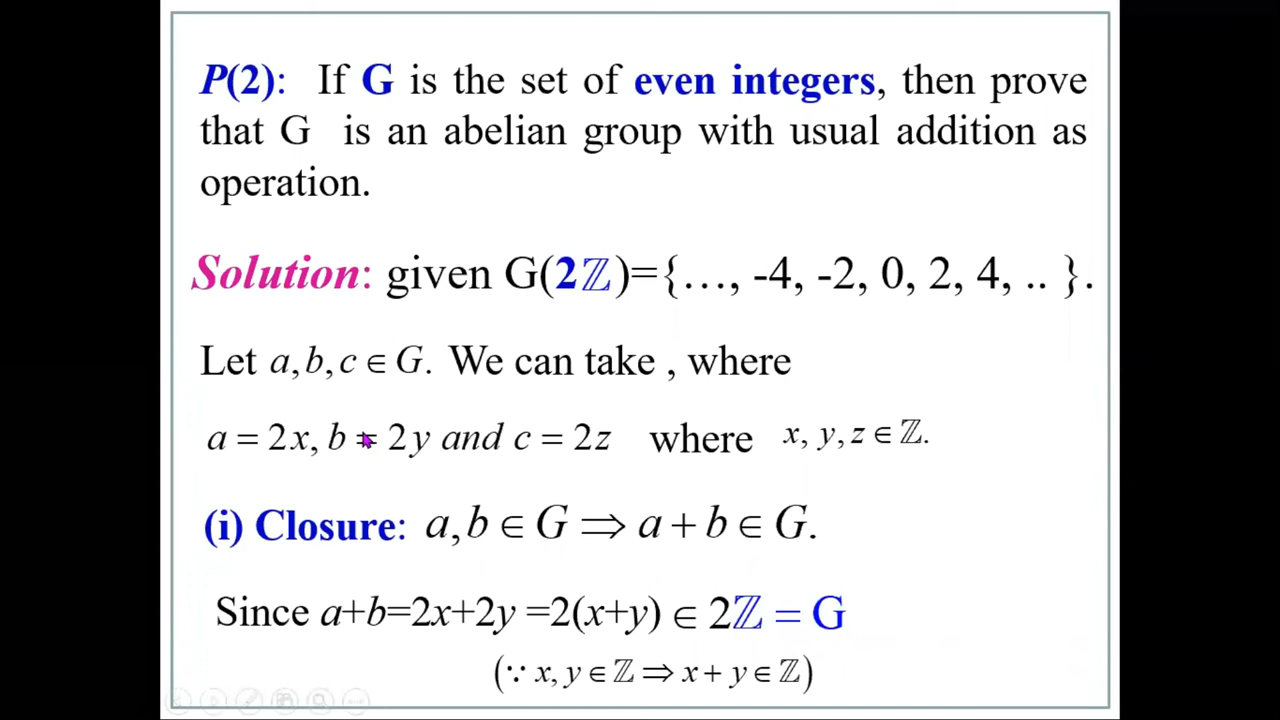 P(2): If G is the set of even integers, then prove
that G is an abelian group with usual addition as
operation.
Solution: given G(2ℤ)={…, -4, -2, 0, 2, 4, .. }.
Let a,b,c ∈ G. We can take , where
a = 2x, b = 2y and c = 2z where x, y, z ∈ ℤ.
(i) Closure: a,b ∈ G ⟹ a + b ∈ G.
Since a+b=2x+2y =2(x+y) ∈ 2ℤ = G
(∵ x, y ∈ ℤ ⟹ x + y ∈ ℤ)